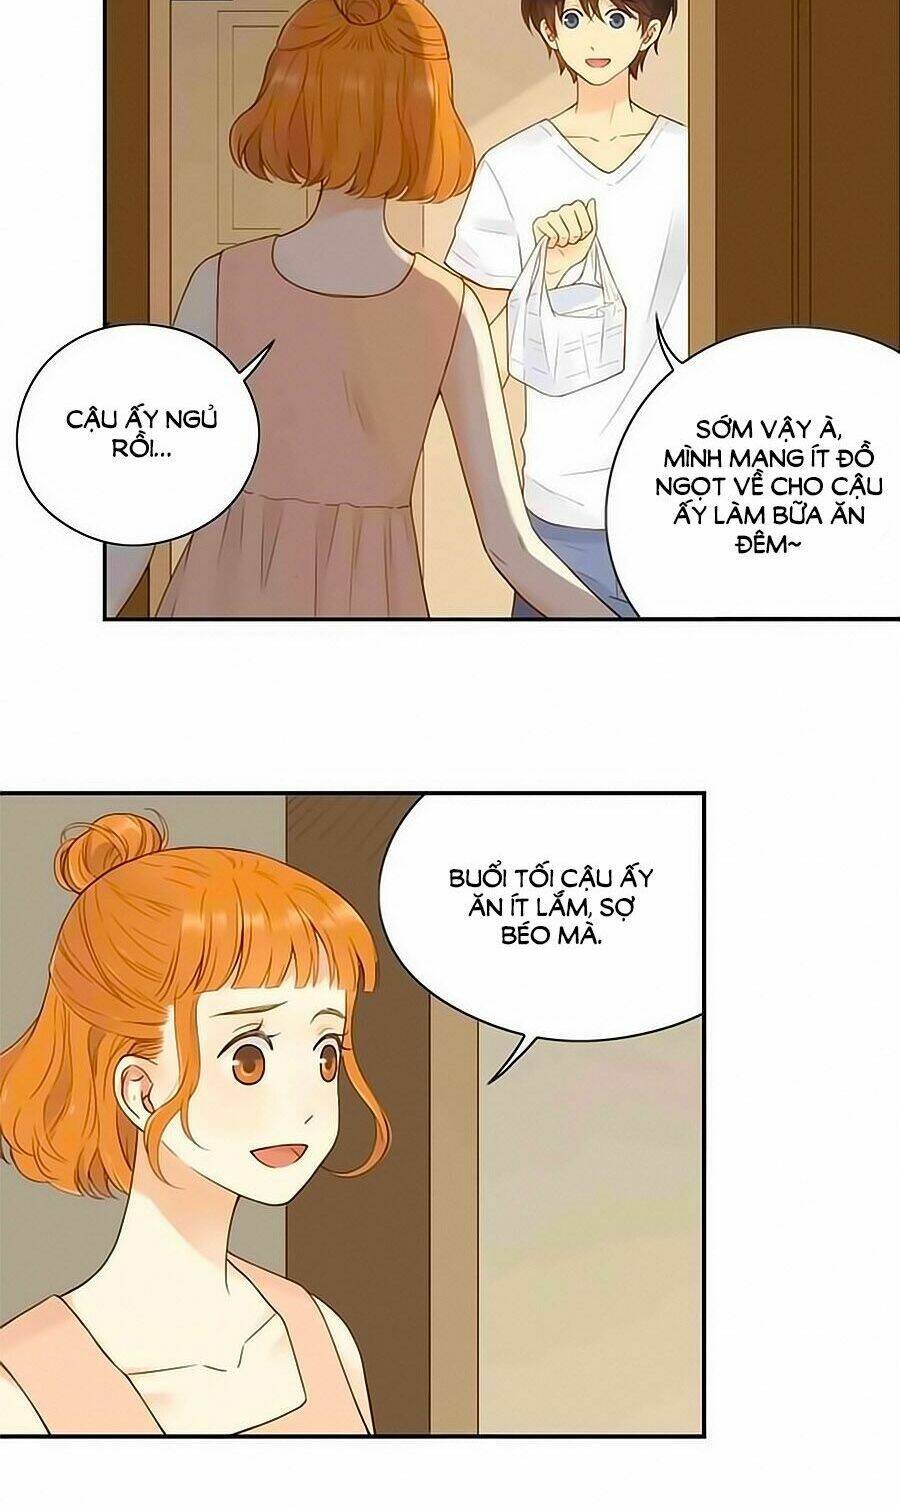 CẬU ẤY NGỦ
RỒI...
SỚM VẬY À,
MÌNH MANG ÍT ĐỒ
NGỌT VỀ CHO CẬU
ẤY LÀM BỮA ĂN
ĐÊM~
BUỔI TỐI CẬU ẤY
ĂN ÍT LẮM, SỢ
BÉO MÀ.